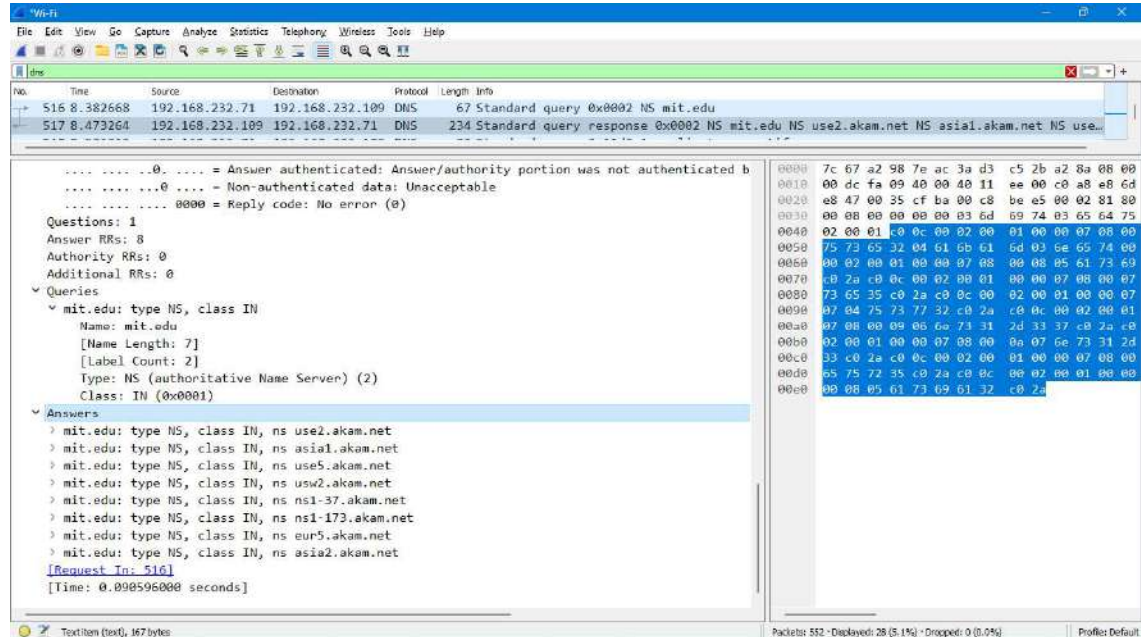 *Wi-Fi
File Edit View Go Capture Analyze Statistics Telephony Wireless Tools Help
dns
No. Time Source Destination Protocol Length Info
516 8.382668 192.168.232.71 192.168.232.109 DNS 67 Standard query 0x0002 NS mit.edu
517 8.473264 192.168.232.109 192.168.232.71 DNS 234 Standard query response 0x0002 NS mit.edu NS use2.akam.net NS asia1.akam.net NS use…
.... .... ..0. .... = Answer authenticated: Answer/authority portion was not authenticated b
.... .... ...0 .... = Non-authenticated data: Unacceptable
.... .... .... 0000 = Reply code: No error (0)
Questions: 1
Answer RRs: 8
Authority RRs: 0
Additional RRs: 0
Queries
mit.edu: type NS, class IN
Name: mit.edu
[Name Length: 7]
[Label Count: 2]
Type: NS (authoritative Name Server) (2)
Class: IN (0x0001)
Answers
mit.edu: type NS, class IN, ns use2.akam.net
mit.edu: type NS, class IN, ns asia1.akam.net
mit.edu: type NS, class IN, ns use5.akam.net
mit.edu: type NS, class IN, ns usw2.akam.net
mit.edu: type NS, class IN, ns ns1-37.akam.net
mit.edu: type NS, class IN, ns ns1-173.akam.net
mit.edu: type NS, class IN, ns eur5.akam.net
mit.edu: type NS, class IN, ns asia2.akam.net
[Request In: 516]
[Time: 0.090596000 seconds]
0000 7c 67 a2 98 7e ac 3a d3 c5 2b a2 8a 08 00
0010 00 dc fa 09 40 00 40 11 ee 00 c0 a8 e8 6d
0020 e8 47 00 35 cf ba 00 c8 be e5 00 02 81 80
0030 00 08 00 00 00 00 03 6d 69 74 03 65 64 75
0040 02 00 01 c0 0c 00 02 00 01 00 00 07 08 00
0050 75 73 65 32 04 61 6b 61 6d 03 6e 65 74 00
0060 00 02 00 01 00 00 07 08 00 08 05 61 73 69
0070 c0 2a c0 0c 00 02 00 01 00 00 07 08 00 07
0080 73 65 35 c0 2a c0 0c 00 02 00 01 00 00 07
0090 07 04 75 73 77 32 c0 2a c0 0c 00 02 00 01
00a0 07 08 00 09 06 6e 73 31 2d 33 37 c0 2a c0
00b0 02 00 01 00 00 07 08 00 0a 07 6e 73 31 2d
00c0 33 c0 2a c0 0c 00 02 00 01 00 00 07 08 00
00d0 65 75 72 35 c0 2a c0 0c 00 02 00 01 00 00
00e0 00 08 05 61 73 69 61 32 c0 2a
Text item (text), 167 bytes
Packets: 552 · Displayed: 28 (5.1%) · Dropped: 0 (0.0%)
Profile: Default